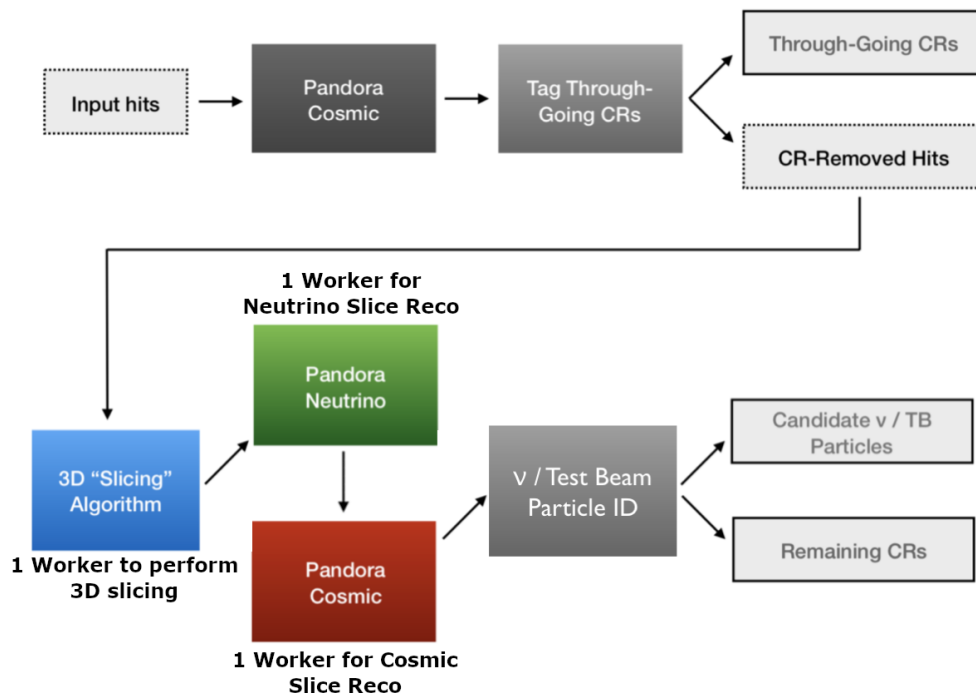 Input hits
Pandora
Cosmic
Tag Through-
Going CRs
Through-Going CRs
CR-Removed Hits
1 Worker for
Neutrino Slice Reco
Pandora
Neutrino
3D “Slicing”
Algorithm
1 Worker to perform
3D slicing
Pandora
Cosmic
1 Worker for Cosmic
Slice Reco
ν / Test Beam
Particle ID
Candidate ν / TB
Particles
Remaining CRs